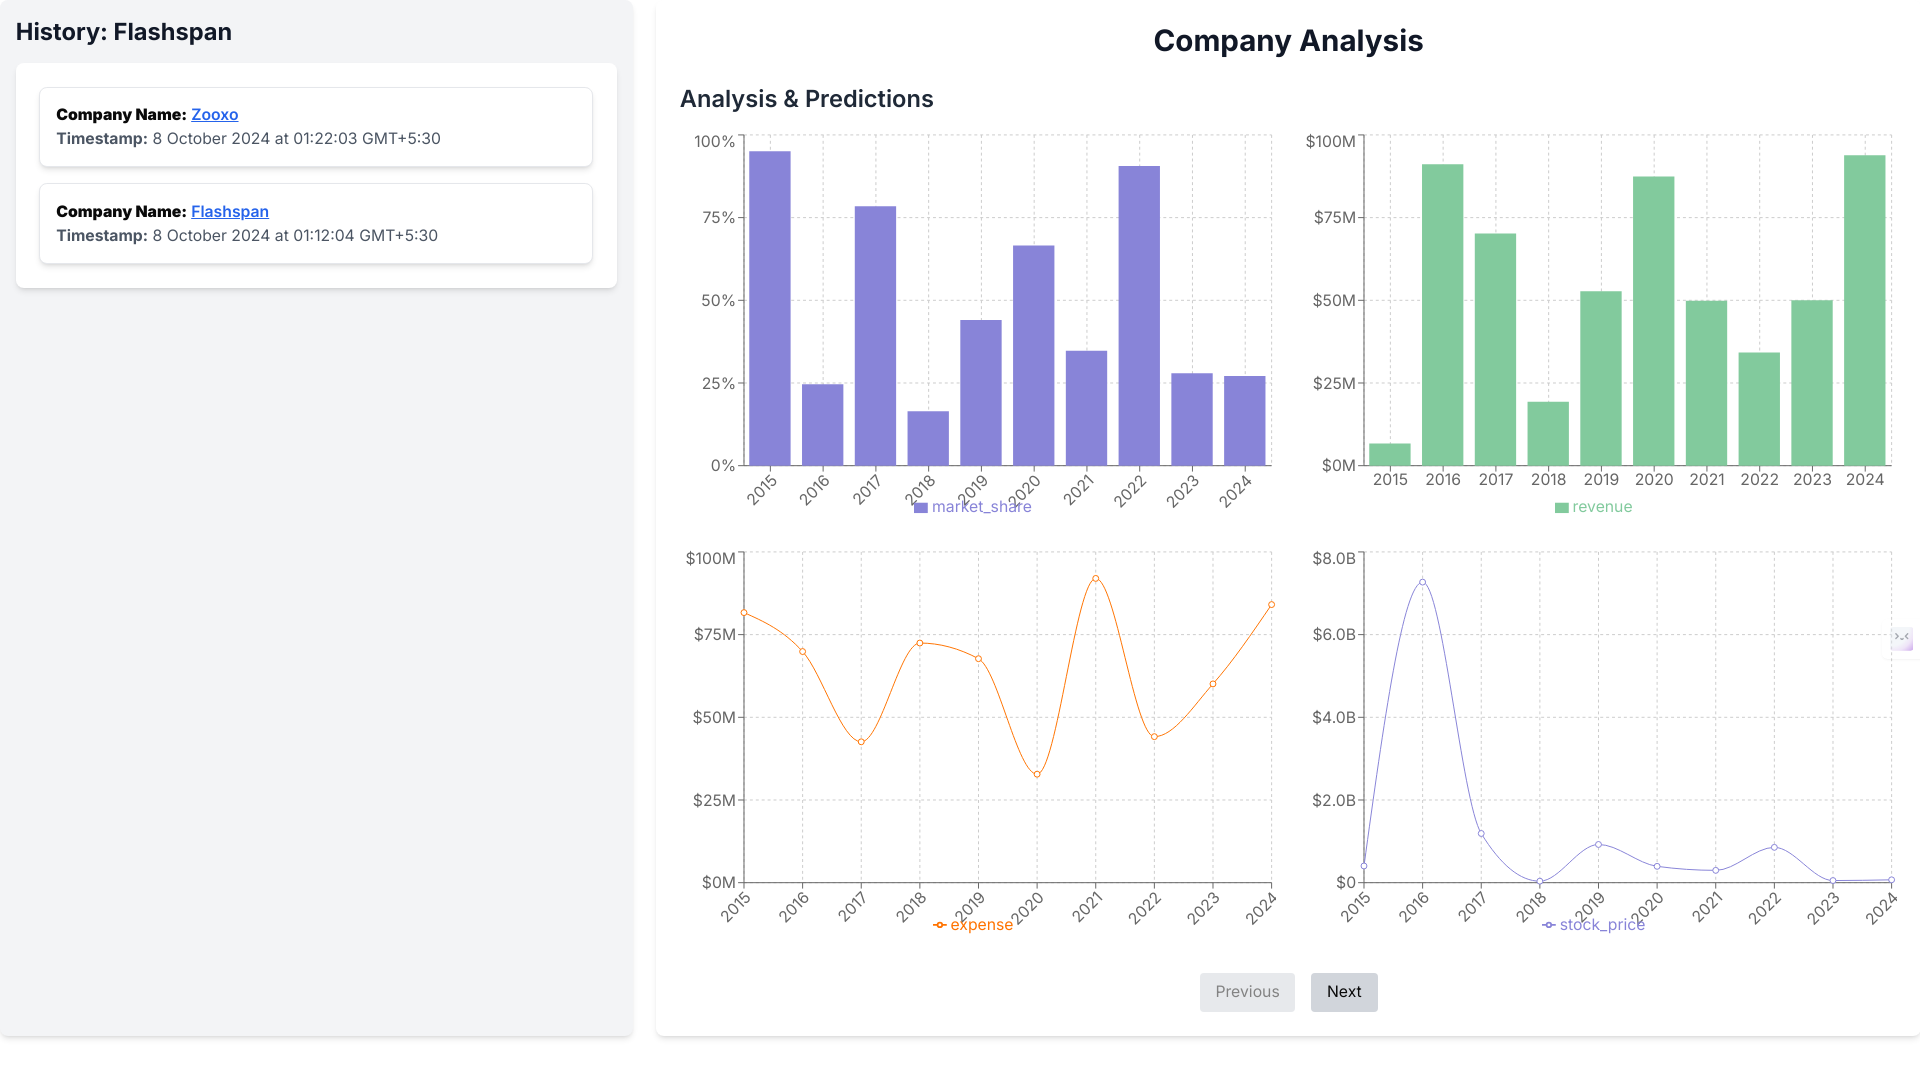 History: Flashspan
Company Name: Zooxo
Timestamp: 8 October 2024 at 01:22:03 GMT+5:30
Company Name: Flashspan
Timestamp: 8 October 2024 at 01:12:04 GMT+5:30
Company Analysis
Analysis & Predictions
100%
75%
50%
25%
0%
2015 2016 2017 2018 2019 2020 2021 2022 2023 2024
market_share
$100M
$75M
$50M
$25M
$0M
2015 2016 2017 2018 2019 2020 2021 2022 2023 2024
revenue
$100M
$75M
$50M
$25M
$0M
2015 2016 2017 2018 2019 2020 2021 2022 2023 2024
expense
$8.0B
$6.0B
$4.0B
$2.0B
$0
2015 2016 2017 2018 2019 2020 2021 2022 2023 2024
stock_price
Previous Next